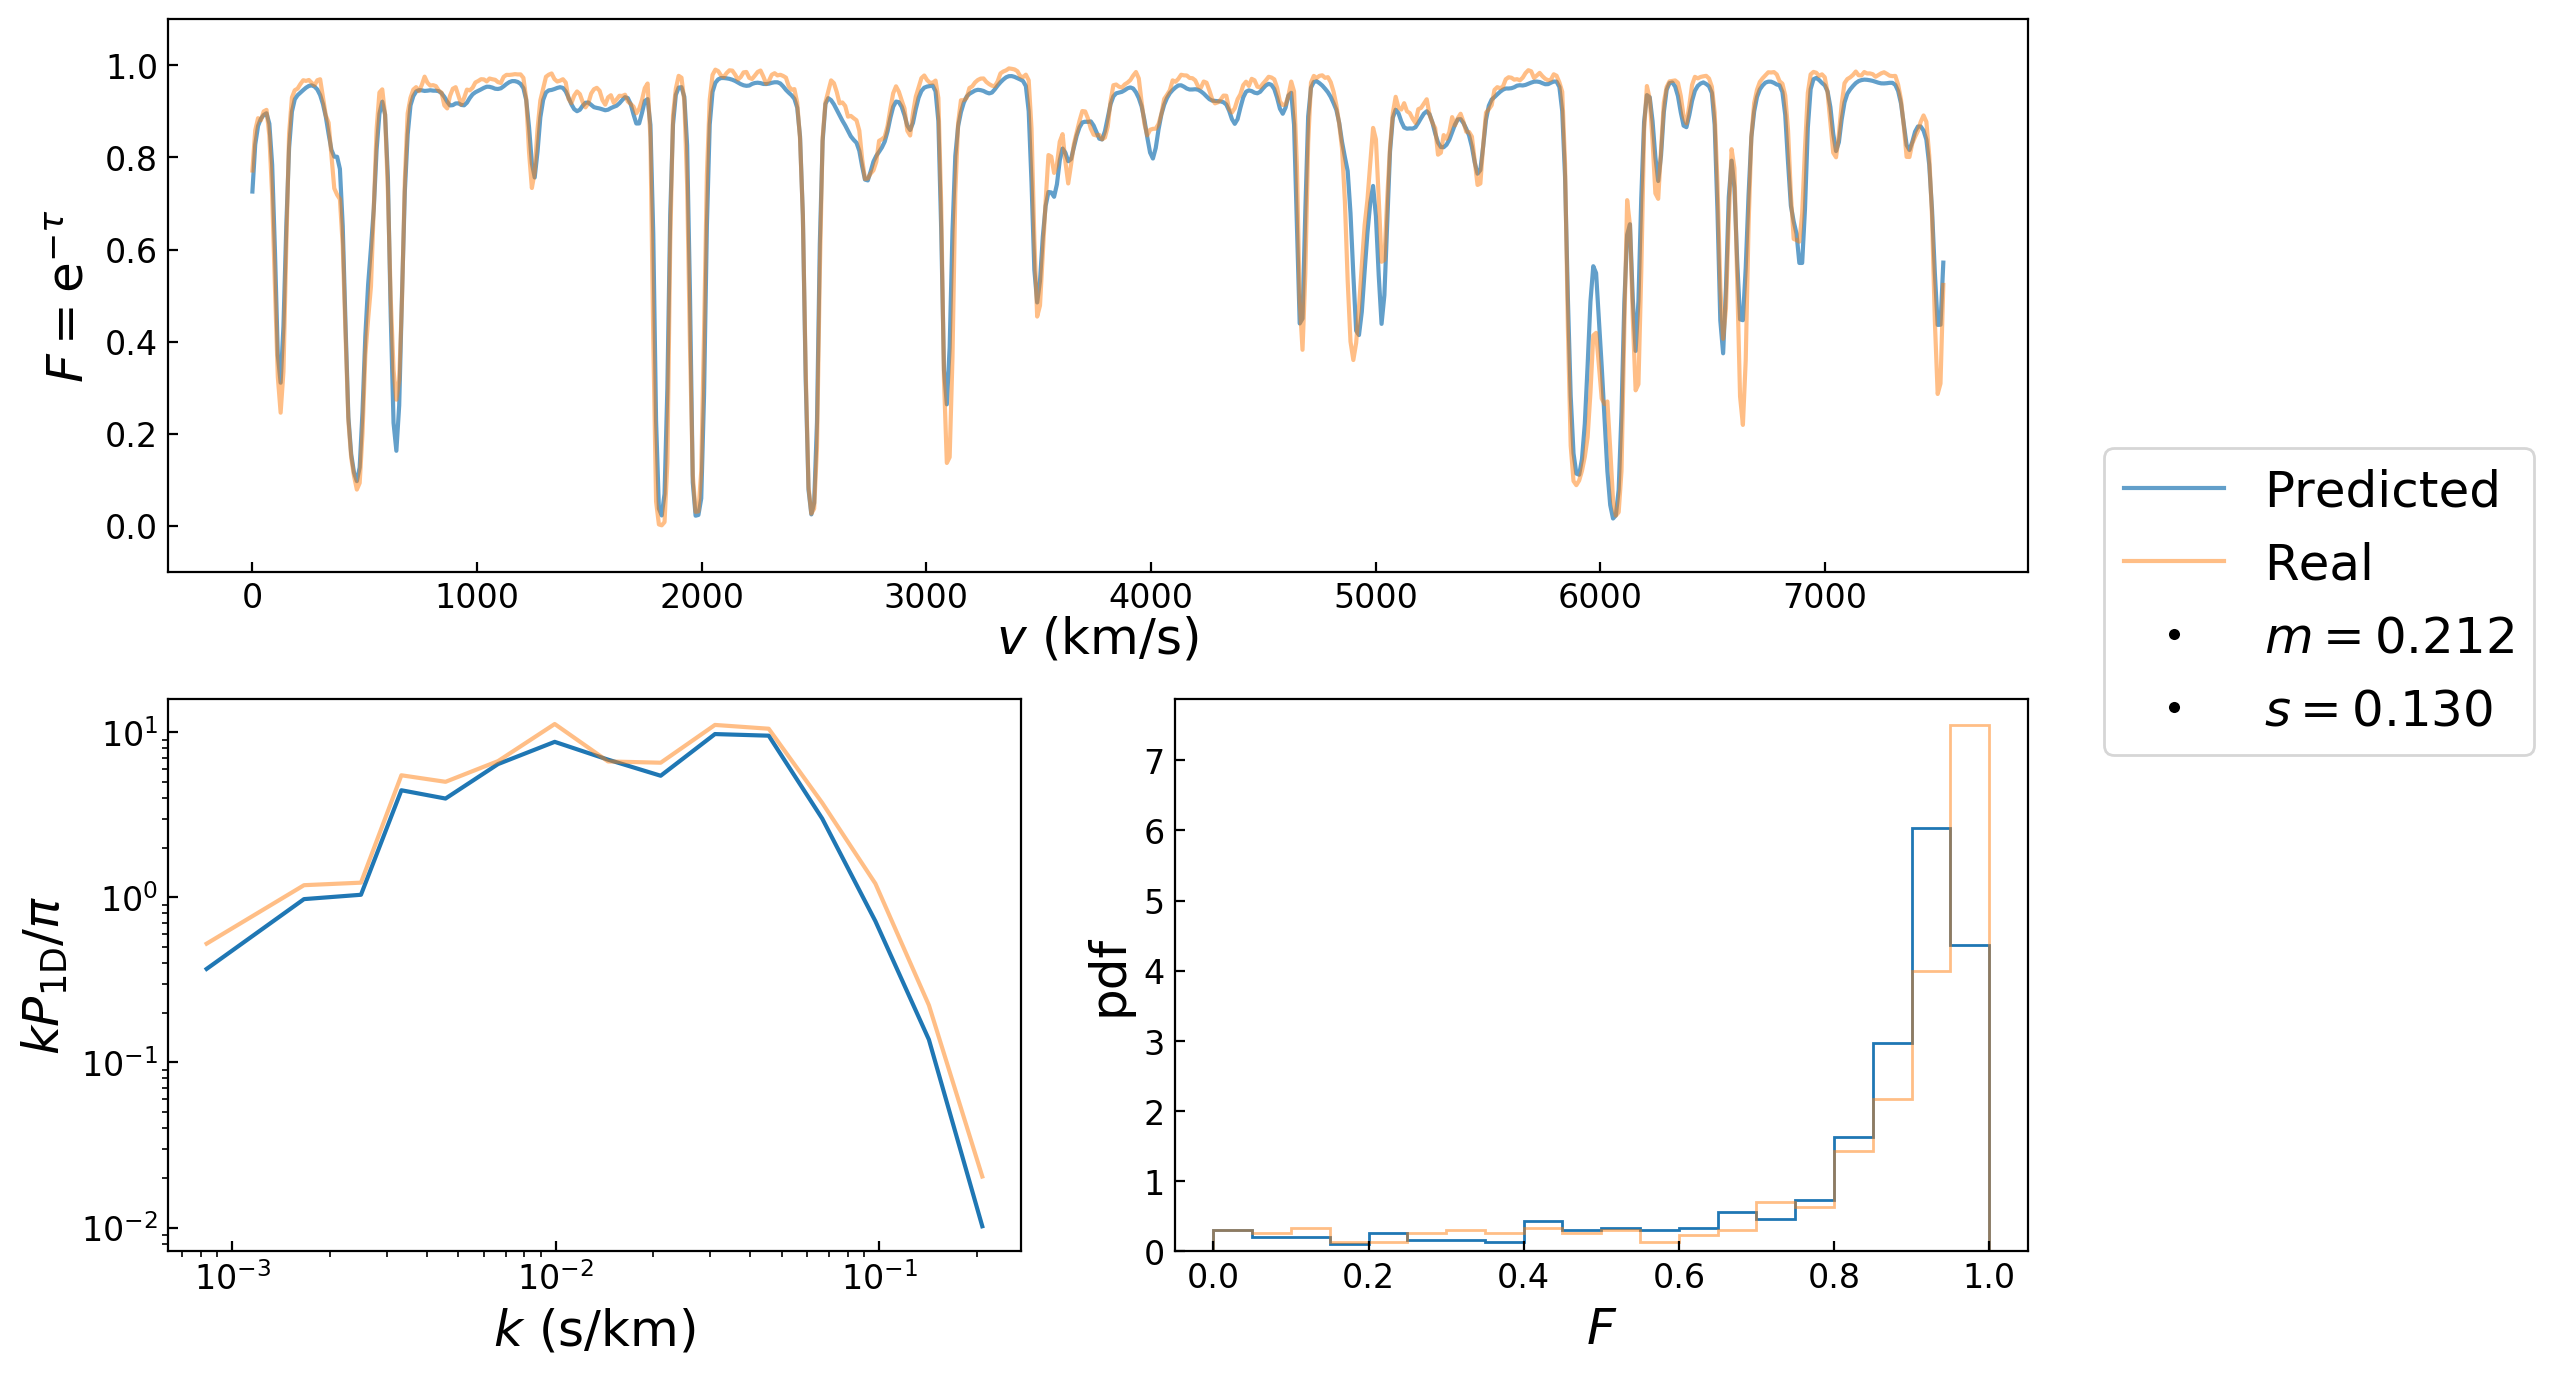 1.0
0.8
0.6
0.4
0.2
0.0
F = e^{-τ}
0 1000 2000 3000 4000 5000 6000 7000
v (km/s)
Predicted
Real
m = 0.212
s = 0.130
10^1
10^0
10^{-1}
10^{-2}
kP_{1D}/π
10^{-3} 10^{-2} 10^{-1}
k (s/km)
7
6
5
4
3
2
1
0
pdf
0.0 0.2 0.4 0.6 0.8 1.0
F